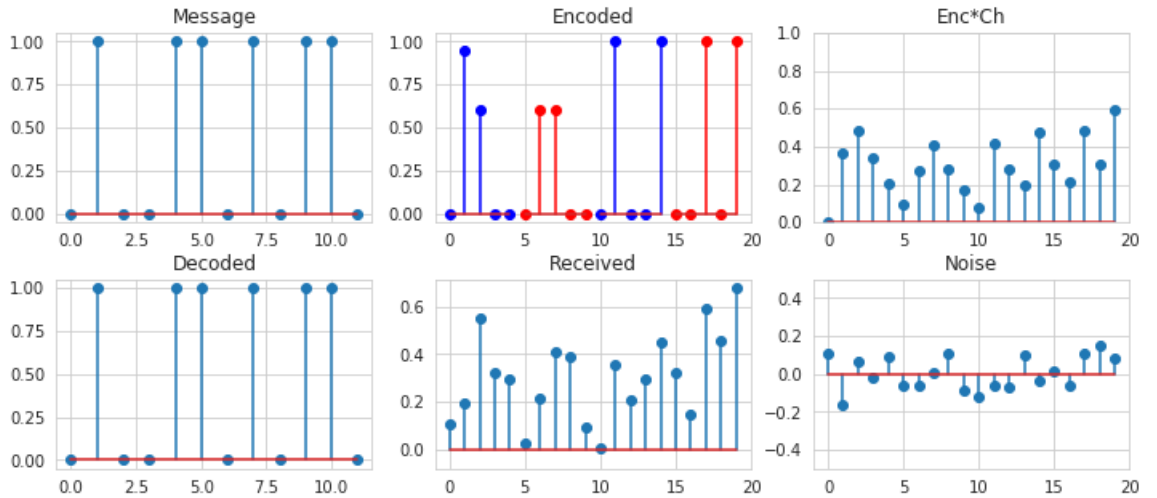 Message Encoded Enc*Ch
1.00 1.00 1.0
0.75 0.75 0.8
0.50 0.50 0.6
0.25 0.25 0.4
0.00 0.00 0.2
0.0
0.0 2.5 5.0 7.5 10.0 0 5 10 15 20 0 5 10 15 20
Decoded Received Noise
1.00 0.6 0.4
0.75 0.4 0.2
0.50 0.2 0.0
0.25 0.0 −0.2
0.00 −0.4
0.0 2.5 5.0 7.5 10.0 0 5 10 15 20 0 5 10 15 20